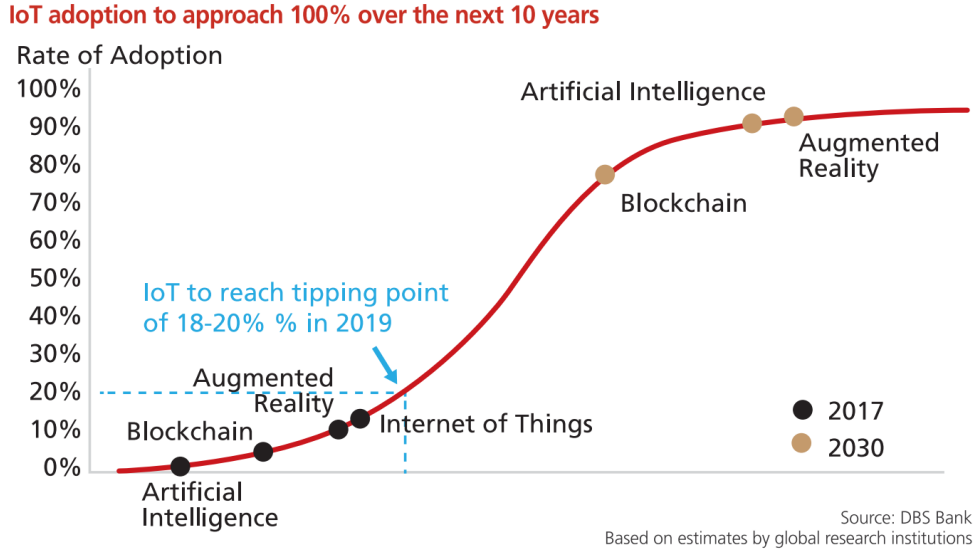 IoT adoption to approach 100% over the next 10 years
Rate of Adoption
100%
90%
80%
70%
60%
50%
40%
30%
20%
10%
0%
Artificial Intelligence
Augmented
Reality
Blockchain
IoT to reach tipping point
of 18-20% % in 2019
Augmented
Reality
Internet of Things
Blockchain
Artificial
Intelligence
2017
2030
Source: DBS Bank
Based on estimates by global research institutions